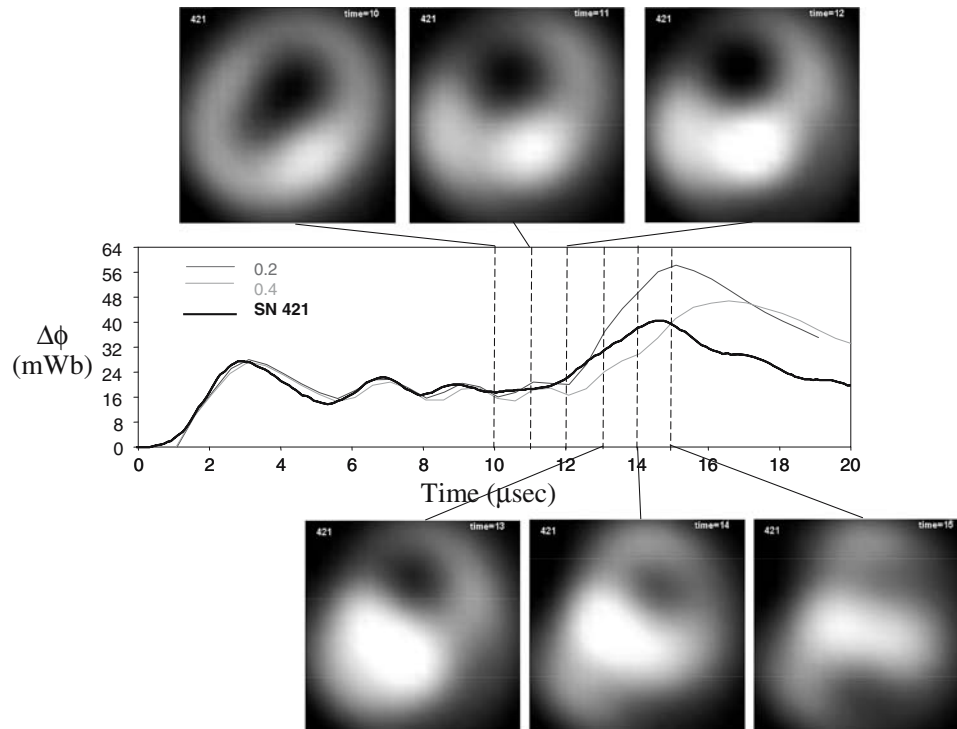 421 time=10
421 time=11
421 time=12
64
56
48
40
32
24
16
8
0
Δϕ
(mWb)
0.2
0.4
SN 421
0 2 4 6 8 10 12 14 16 18 20
Time (μsec)
421 time=13
421 time=14
421 time=15